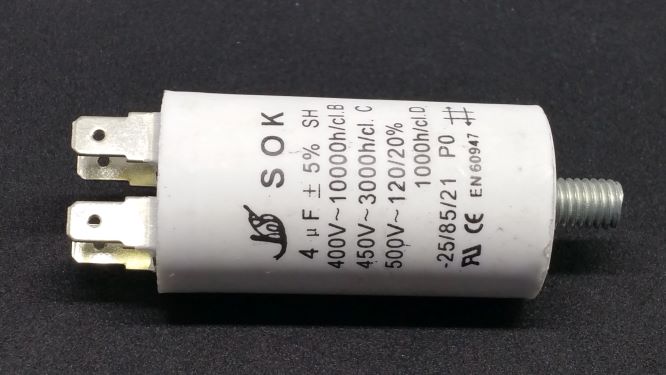 SOK
4 µF ± 5% SH
400V~10000h/cl.B
450V~3000h/cl. C
500V~120/20%
1000h/cl.D
-25/85/21 P0
CE EN 60947